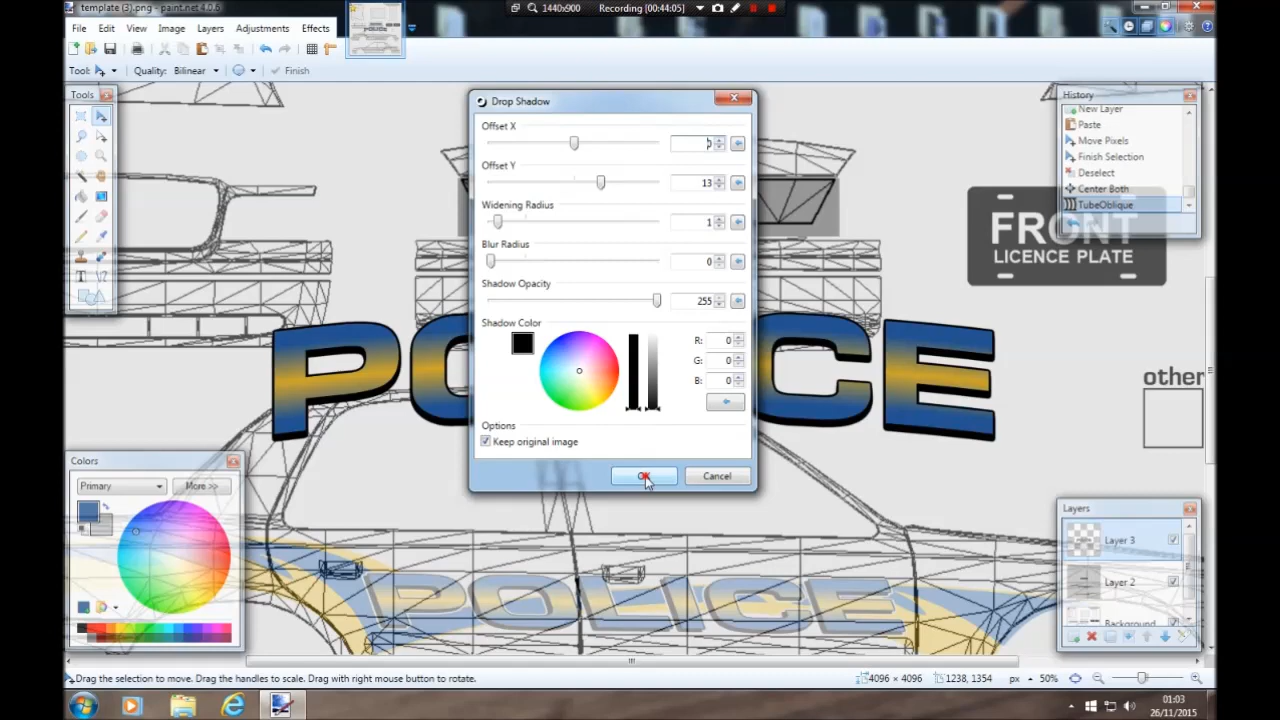 template (3).png - paint.net 4.0.6
1440x900
Recording [00:44:05]
File Edit View Image Layers Adjustments Effects
Tool: Quality: Bilinear Finish
Tools
Drop Shadow
Offset X
0
Offset Y
13
Widening Radius
1
Blur Radius
0
Shadow Opacity
255
Shadow Color
R: 0
G: 0
B: 0
Options
Keep original image
OK Cancel
History
New Layer
Paste
Move Pixels
Finish Selection
Deselect
Center Both
TubeOblique
FRONT
LICENCE PLATE
POLICE
other
Colors
Primary More >>
POLICE
Layers
Layer 3
Layer 2
Background
Drag the selection to move. Drag the handles to scale. Drag with right mouse button to rotate. 4096 × 4096 1238, 1354 px 50%
01:03
26/11/2015